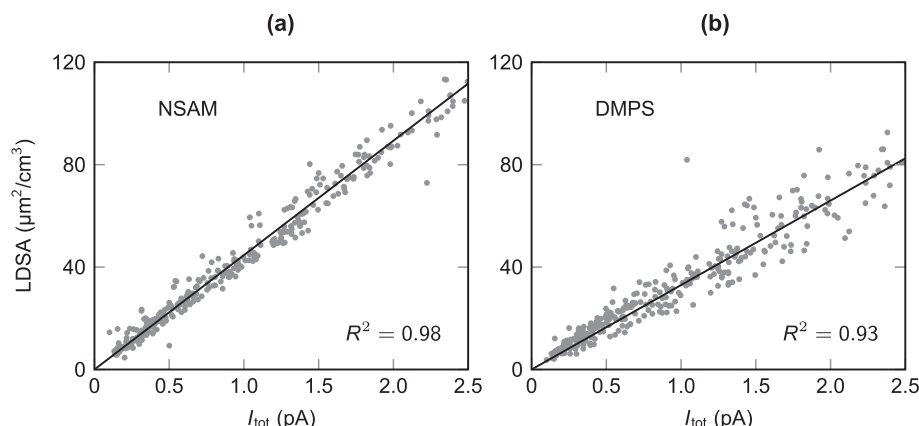 (a)
(b)
120
80
40
0
LDSA (μm²/cm³)
NSAM
R² = 0.98
0 0.5 1.0 1.5 2.0 2.5
I_tot (pA)
120
80
40
0
DMPS
R² = 0.93
0 0.5 1.0 1.5 2.0 2.5
I_tot (pA)